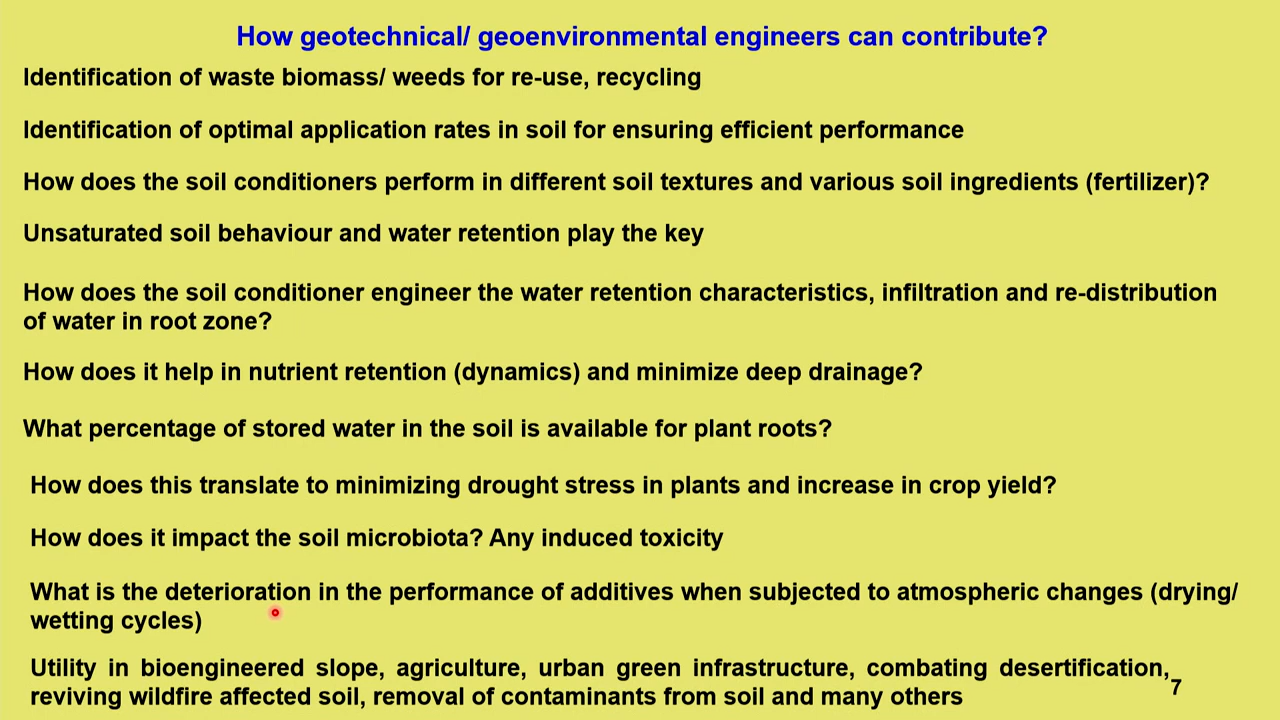 How geotechnical/ geoenvironmental engineers can contribute?
Identification of waste biomass/ weeds for re-use, recycling
Identification of optimal application rates in soil for ensuring efficient performance
How does the soil conditioners perform in different soil textures and various soil ingredients (fertilizer)?
Unsaturated soil behaviour and water retention play the key
How does the soil conditioner engineer the water retention characteristics, infiltration and re-distribution
of water in root zone?
How does it help in nutrient retention (dynamics) and minimize deep drainage?
What percentage of stored water in the soil is available for plant roots?
How does this translate to minimizing drought stress in plants and increase in crop yield?
How does it impact the soil microbiota? Any induced toxicity
What is the deterioration in the performance of additives when subjected to atmospheric changes (drying/
wetting cycles)
Utility in bioengineered slope, agriculture, urban green infrastructure, combating desertification,
reviving wildfire affected soil, removal of contaminants from soil and many others
7